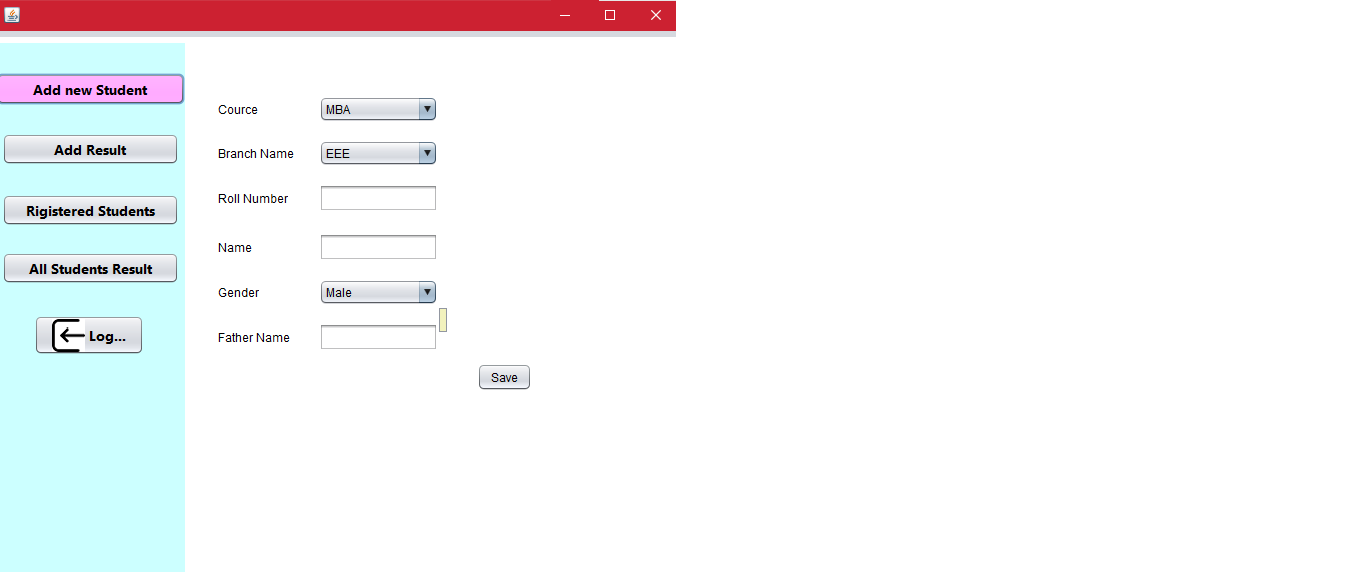 Add new Student
Add Result
Rigistered Students
All Students Result
Log...
Cource MBA
Branch Name EEE
Roll Number
Name
Gender Male
Father Name
Save